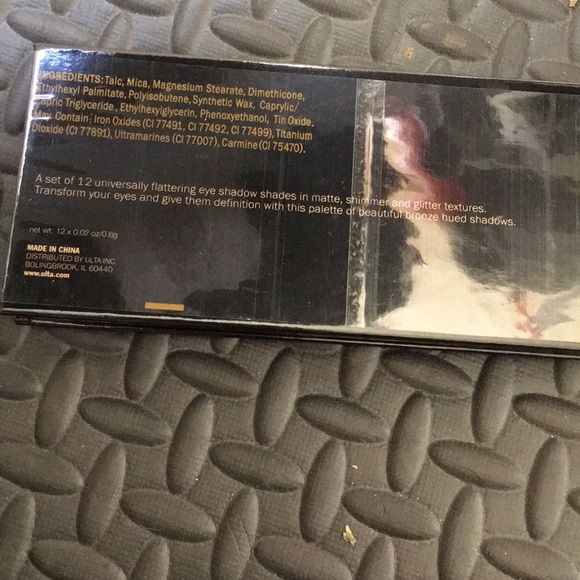 INGREDIENTS: Talc, Mica, Magnesium Stearate, Dimethicone,
Ethylhexyl Palmitate, Polyisobutene, Synthetic Wax, Caprylic/
Capric Triglyceride, Ethylhexylglycerin, Phenoxyethanol, Tin Oxide,
May Contain: Iron Oxides (CI 77491, CI 77492, CI 77499), Titanium
Dioxide (CI 77891), Ultramarines (CI 77007), Carmine (CI 75470).
A set of 12 universally flattering eye shadow shades in matte, shimmer and glitter textures.
Transform your eyes and give them definition with this palette of beautiful bronze hued shadows.
net wt. 12 x 0.02 oz/0.6g
MADE IN CHINA
DISTRIBUTED BY ULTA INC.
BOLINGBROOK, IL 60440
www.ulta.com